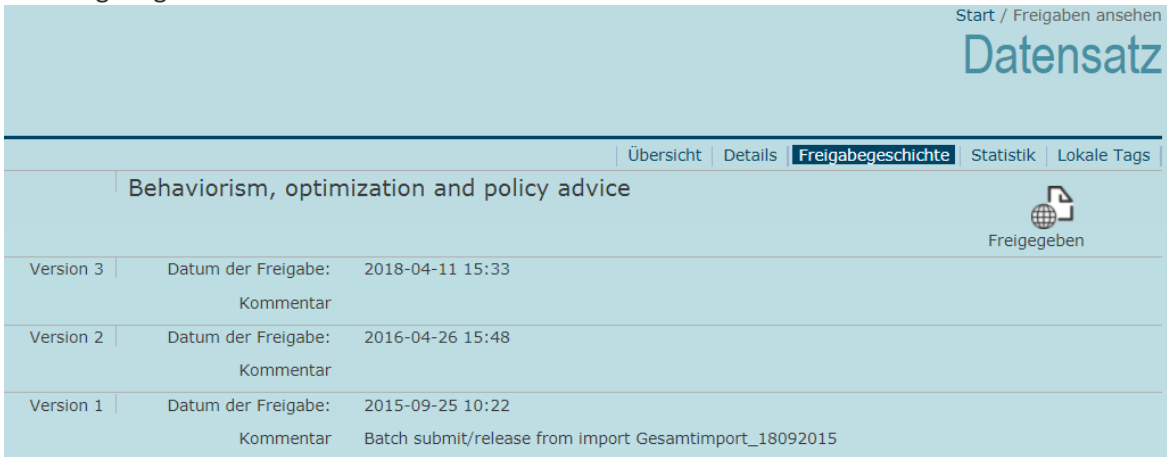 Start / Freigaben ansehen
Datensatz
Übersicht Details Freigabegeschichte Statistik Lokale Tags
Behaviorism, optimization and policy advice
Freigegeben
Version 3 Datum der Freigabe: 2018-04-11 15:33
Kommentar
Version 2 Datum der Freigabe: 2016-04-26 15:48
Kommentar
Version 1 Datum der Freigabe: 2015-09-25 10:22
Kommentar Batch submit/release from import Gesamtimport_18092015